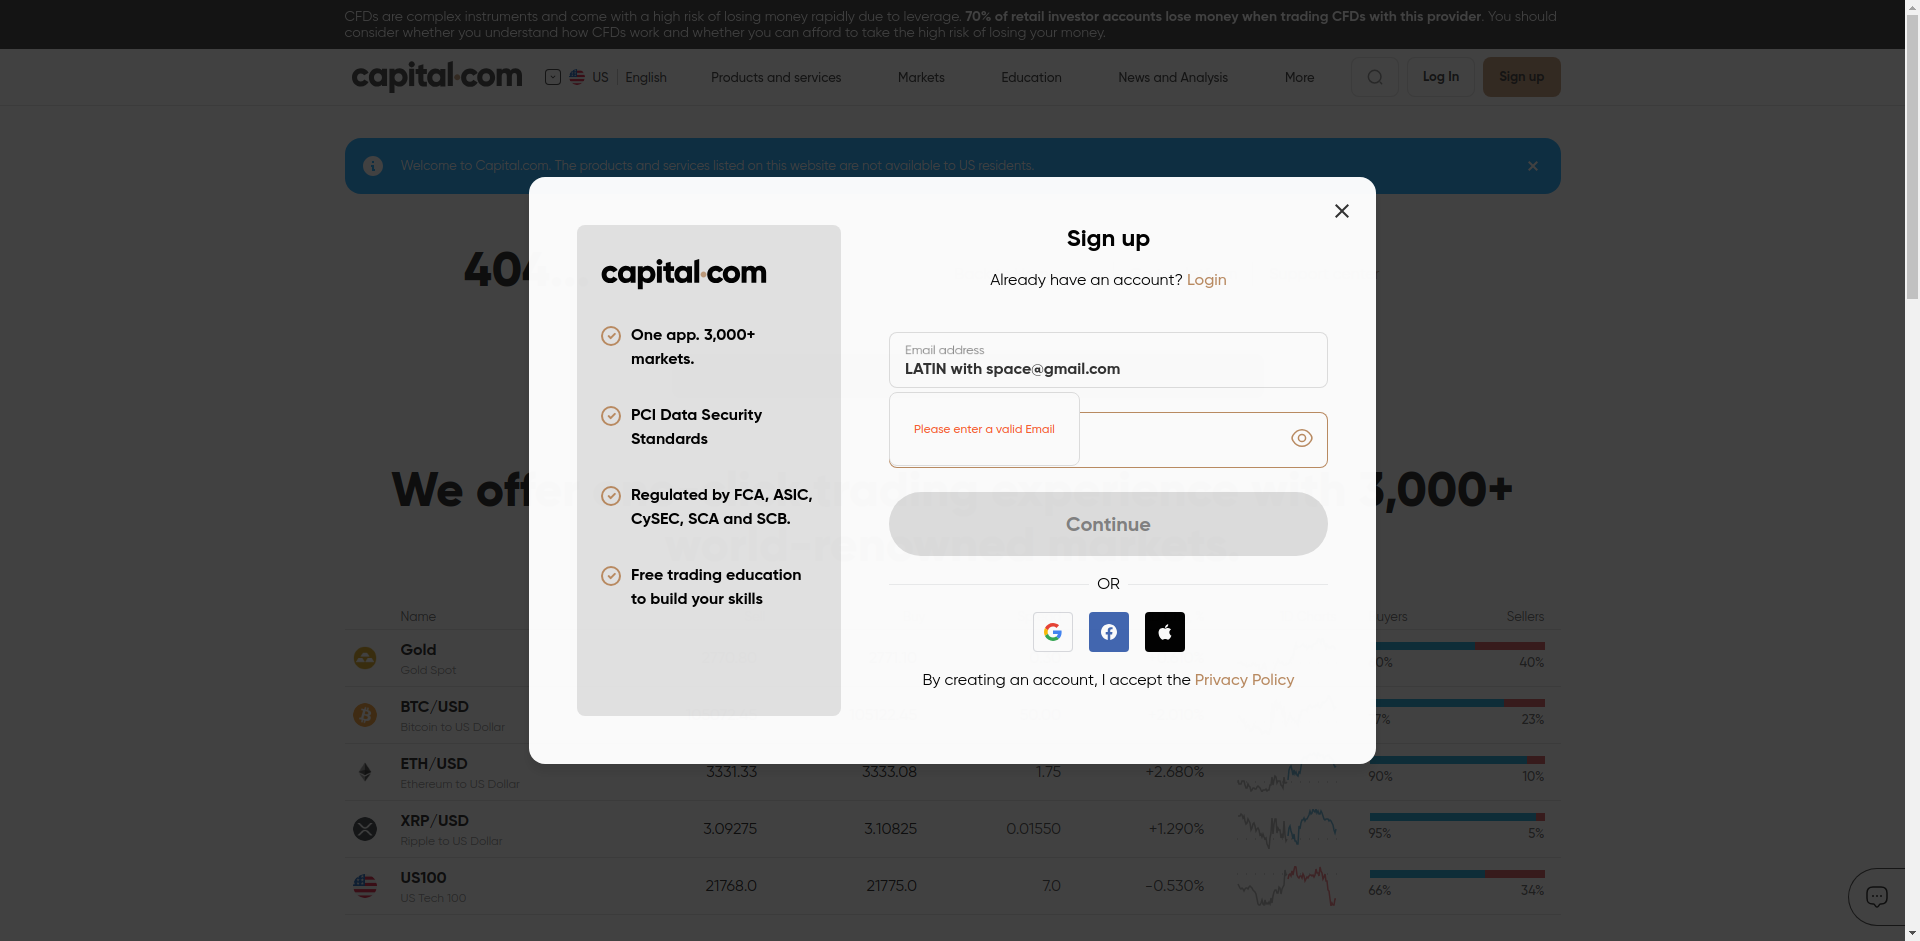 CFDs are complex instruments and come with a high risk of losing money rapidly due to leverage. 70% of retail investor accounts lose money when trading CFDs with this provider. You should
consider whether you understand how CFDs work and whether you can afford to take the high risk of losing your money.
capital.com
US | English
Products and services
Markets
Education
News and Analysis
More
Log In
Sign up
Welcome to Capital.com. The products and services listed on this website are not available to US residents.
404
Sign up
Already have an account? Login
capital.com
One app. 3,000+
markets.
PCI Data Security
Standards
Regulated by FCA, ASIC,
CySEC, SCA and SCB.
Free trading education
to build your skills
Email address
LATIN with space@gmail.com
Please enter a valid Email
Continue
OR
By creating an account, I accept the Privacy Policy
We offer a world-class trading experience with 3,000+
world-renowned markets.
Name
Sellers
Gold
Gold Spot
40%
BTC/USD
Bitcoin to US Dollar
23%
ETH/USD
Ethereum to US Dollar
3331.33
3333.08
1.75
+2.680%
90%
10%
XRP/USD
Ripple to US Dollar
3.09275
3.10825
0.01550
+1.290%
95%
5%
US100
US Tech 100
21768.0
21775.0
7.0
-0.530%
66%
34%